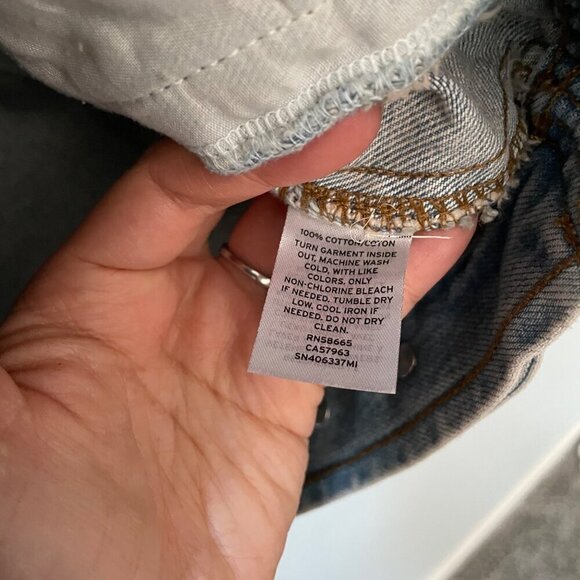 100% COTTON/COTON
TURN GARMENT INSIDE
OUT, MACHINE WASH
COLD, WITH LIKE
COLORS, ONLY
NON-CHLORINE BLEACH
IF NEEDED, TUMBLE DRY
LOW, COOL IRON IF
NEEDED. DO NOT DRY
CLEAN.
RN58665
CA57963
SN406337MI